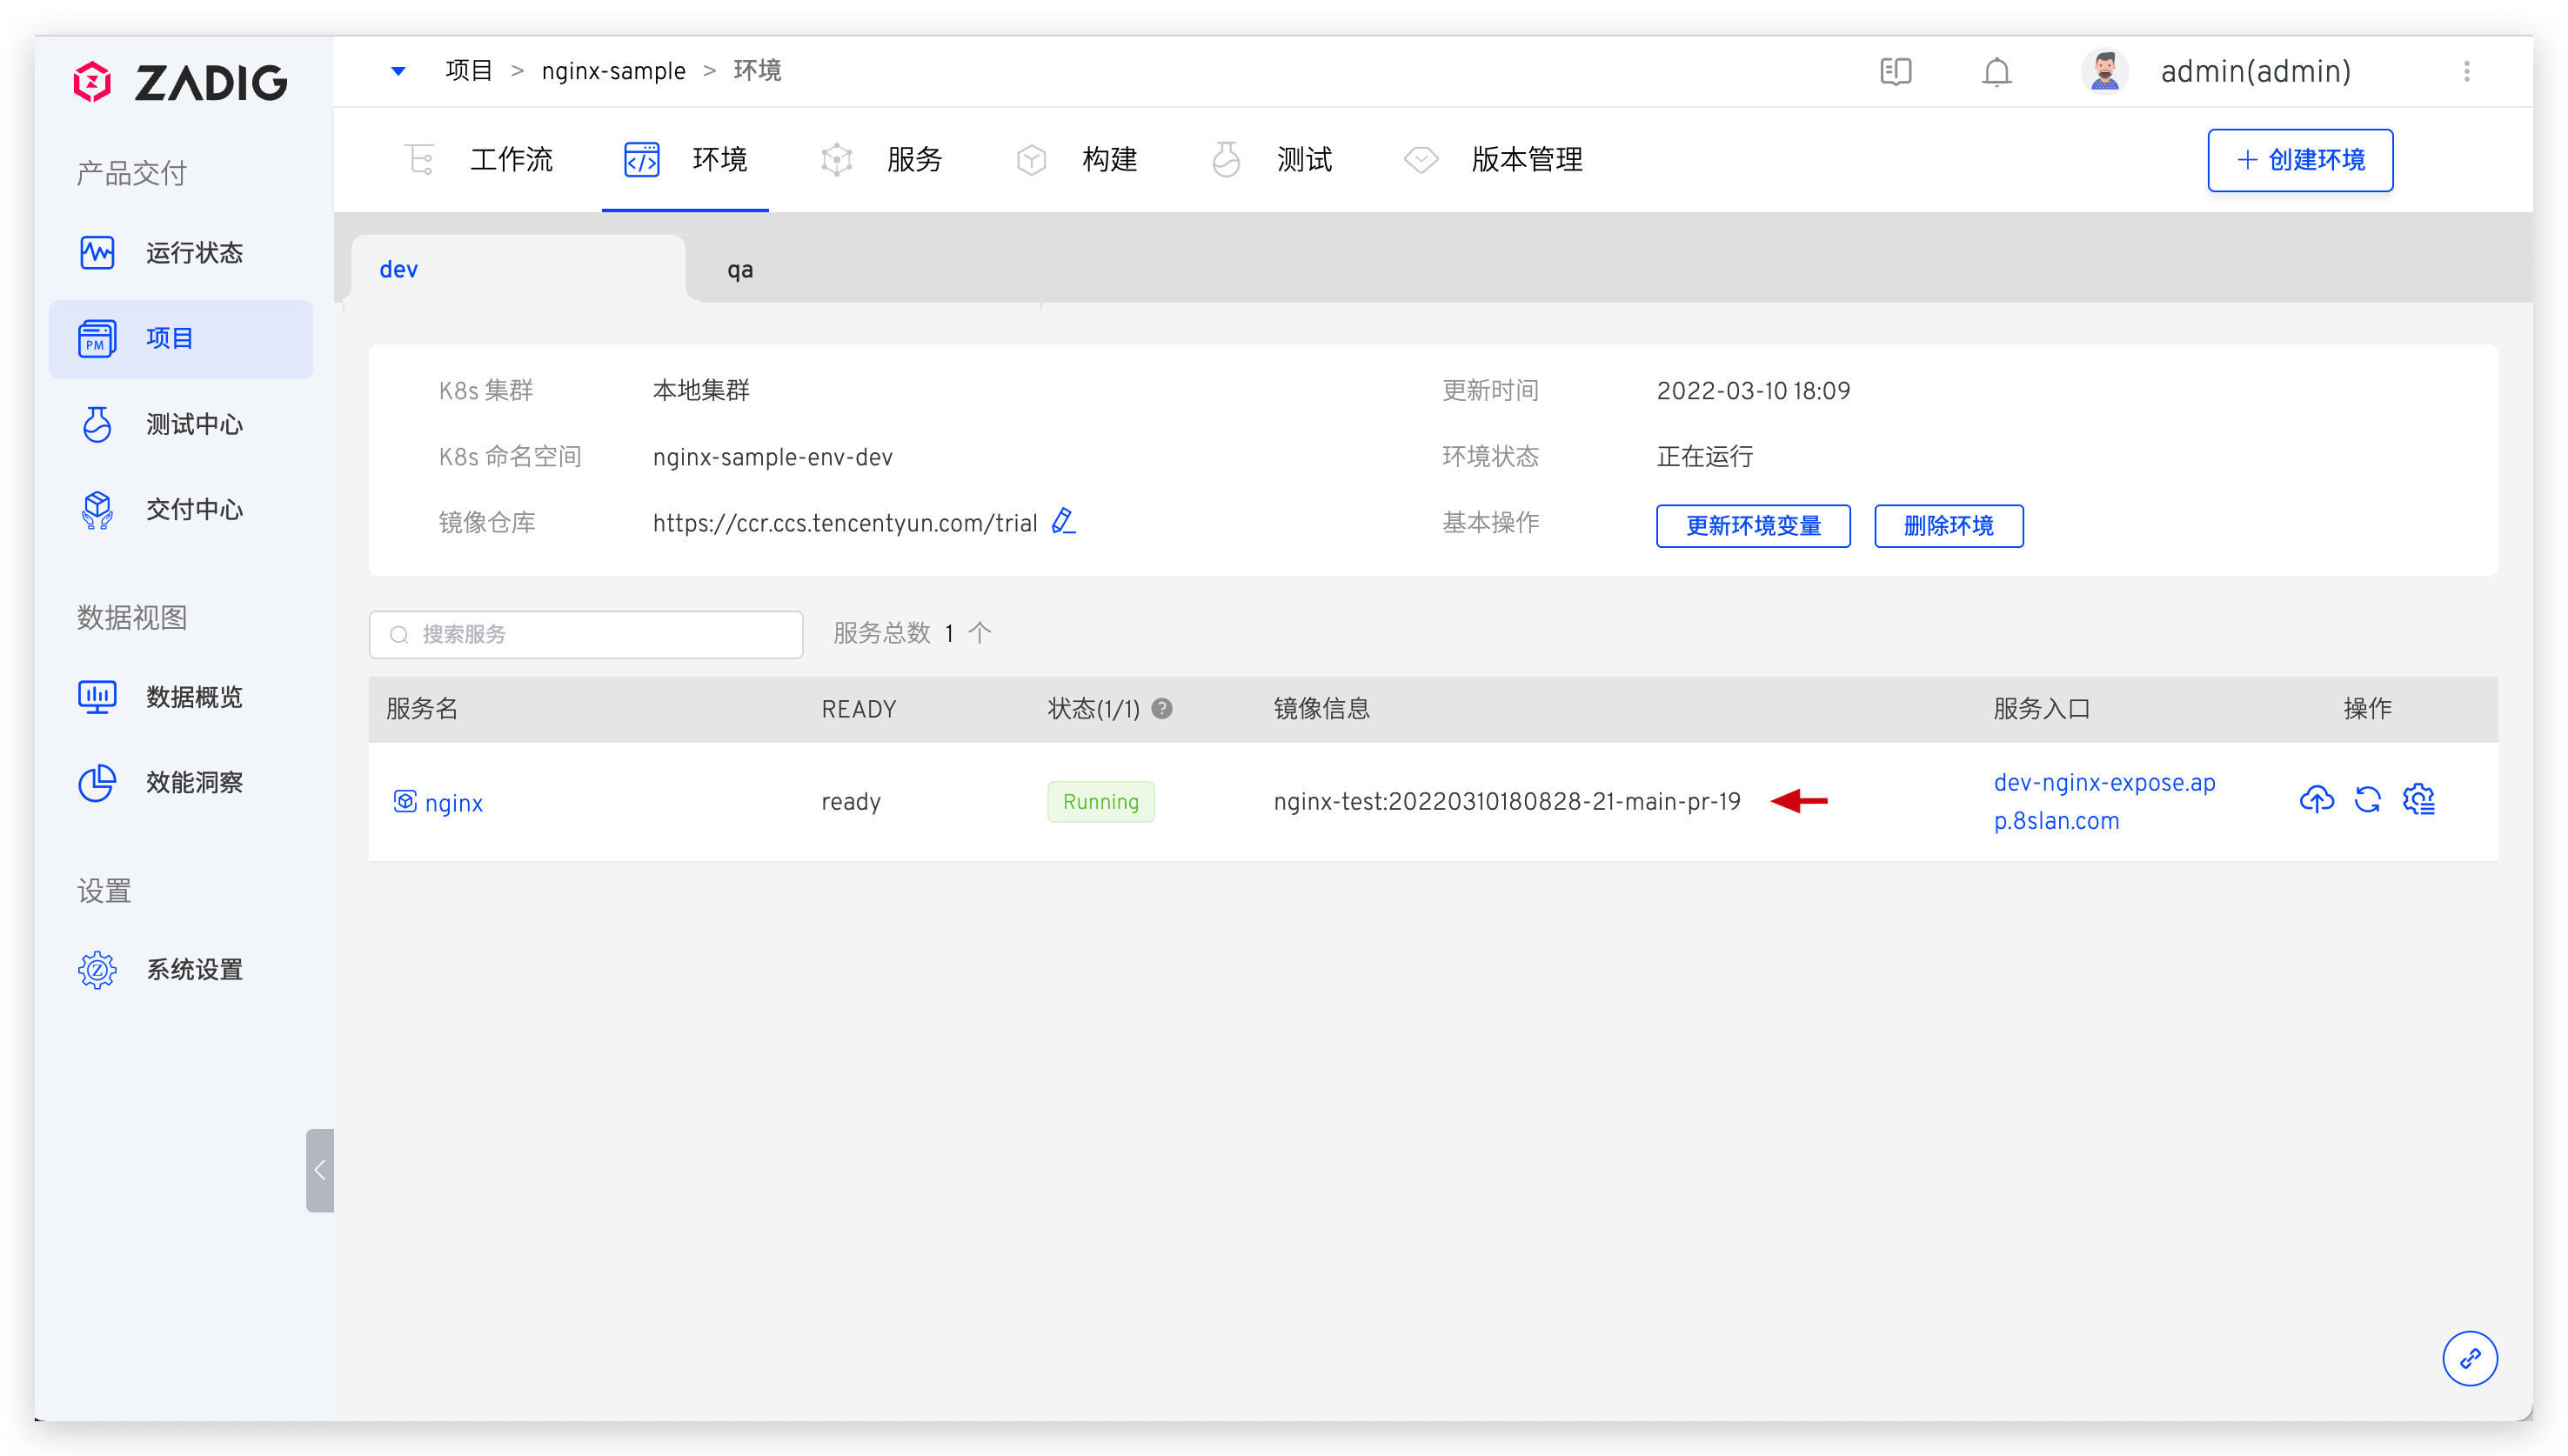 ZADIG
项目 > nginx-sample > 环境
admin(admin)
产品交付
运行状态
项目
PM
测试中心
交付中心
数据视图
数据概览
效能洞察
设置
系统设置
工作流
环境
服务
构建
测试
版本管理
+ 创建环境
dev
qa
K8s 集群 本地集群
更新时间 2022-03-10 18:09
K8s 命名空间 nginx-sample-env-dev
环境状态 正在运行
镜像仓库 https://ccr.ccs.tencentyun.com/trial
基本操作 更新环境变量 删除环境
搜索服务
服务总数 1 个
服务名 READY 状态(1/1) ? 镜像信息 服务入口 操作
nginx ready Running nginx-test:20220310180828-21-main-pr-19
dev-nginx-expose.ap
p.8slan.com